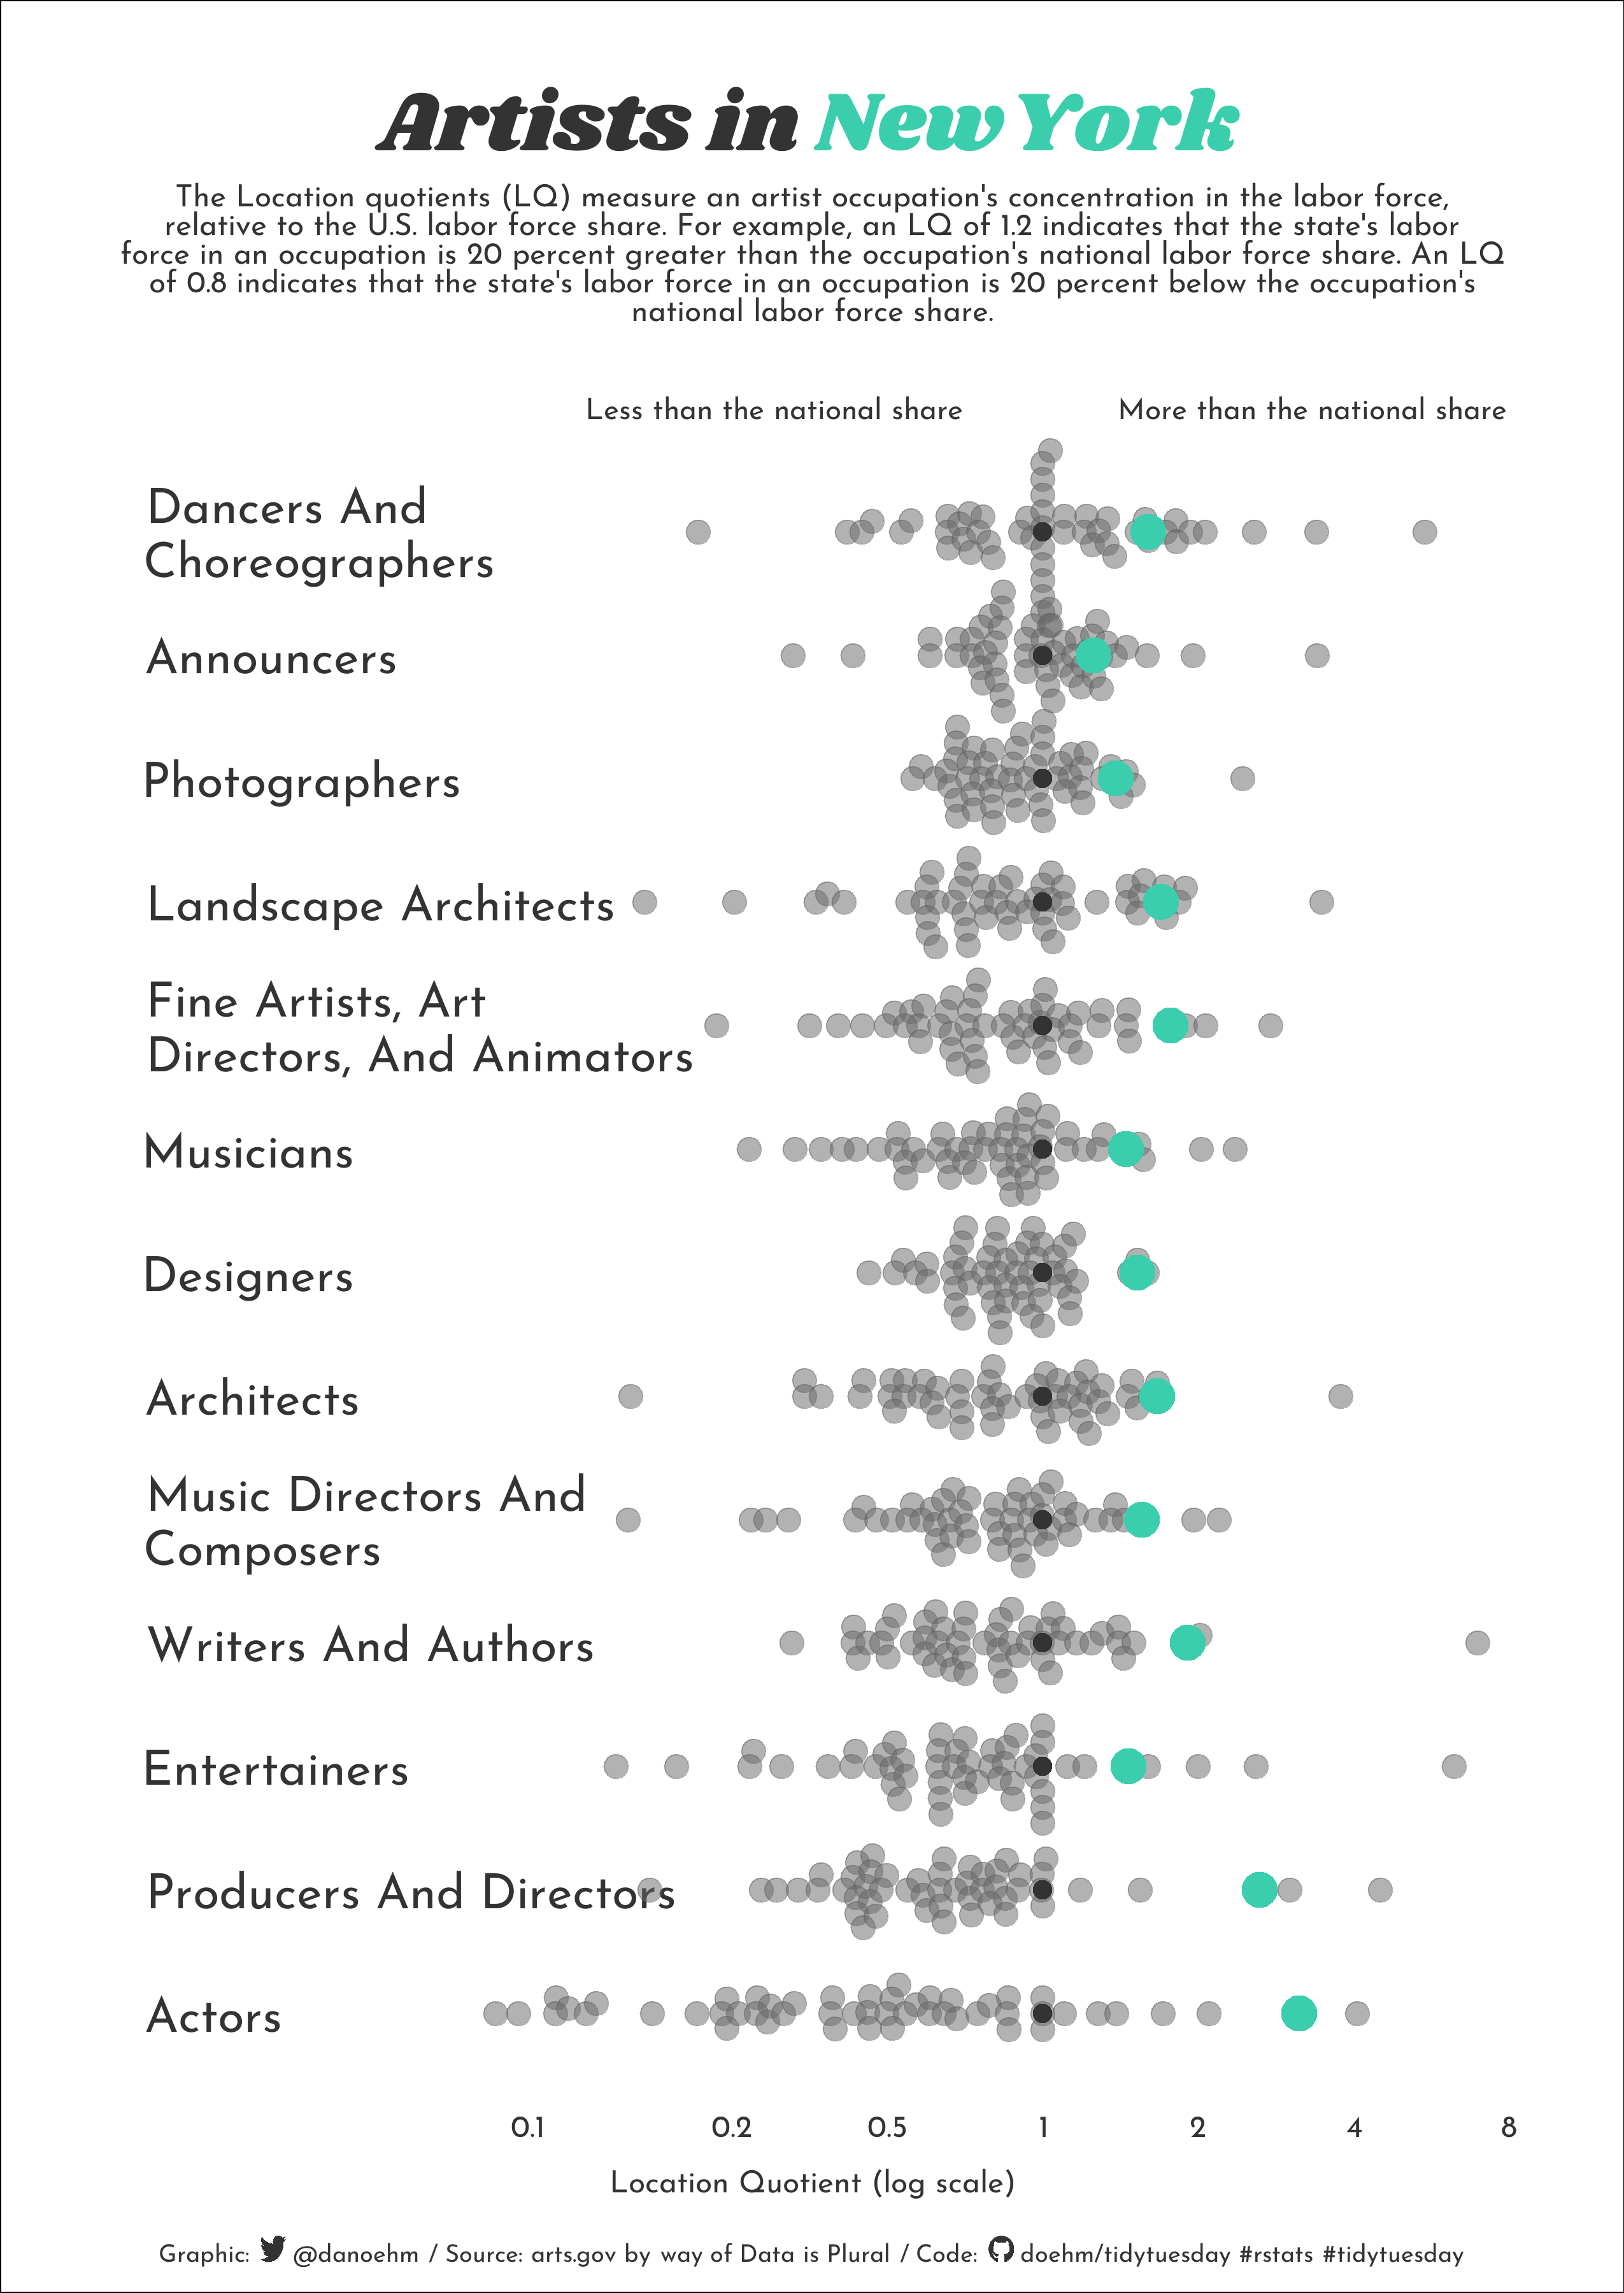 Artists in New York
The Location quotients (LQ) measure an artist occupation's concentration in the labor force,
relative to the U.S. labor force share. For example, an LQ of 1.2 indicates that the state's labor
force in an occupation is 20 percent greater than the occupation's national labor force share. An LQ
of 0.8 indicates that the state's labor force in an occupation is 20 percent below the occupation's
national labor force share.
Less than the national share More than the national share
Dancers And
Choreographers
Announcers
Photographers
Landscape Architects
Fine Artists, Art
Directors, And Animators
Musicians
Designers
Architects
Music Directors And
Composers
Writers And Authors
Entertainers
Producers And Directors
Actors
0.1 0.2 0.5 1 2 4 8
Location Quotient (log scale)
Graphic: @danoehm / Source: arts.gov by way of Data is Plural / Code: doehm/tidytuesday #rstats #tidytuesday